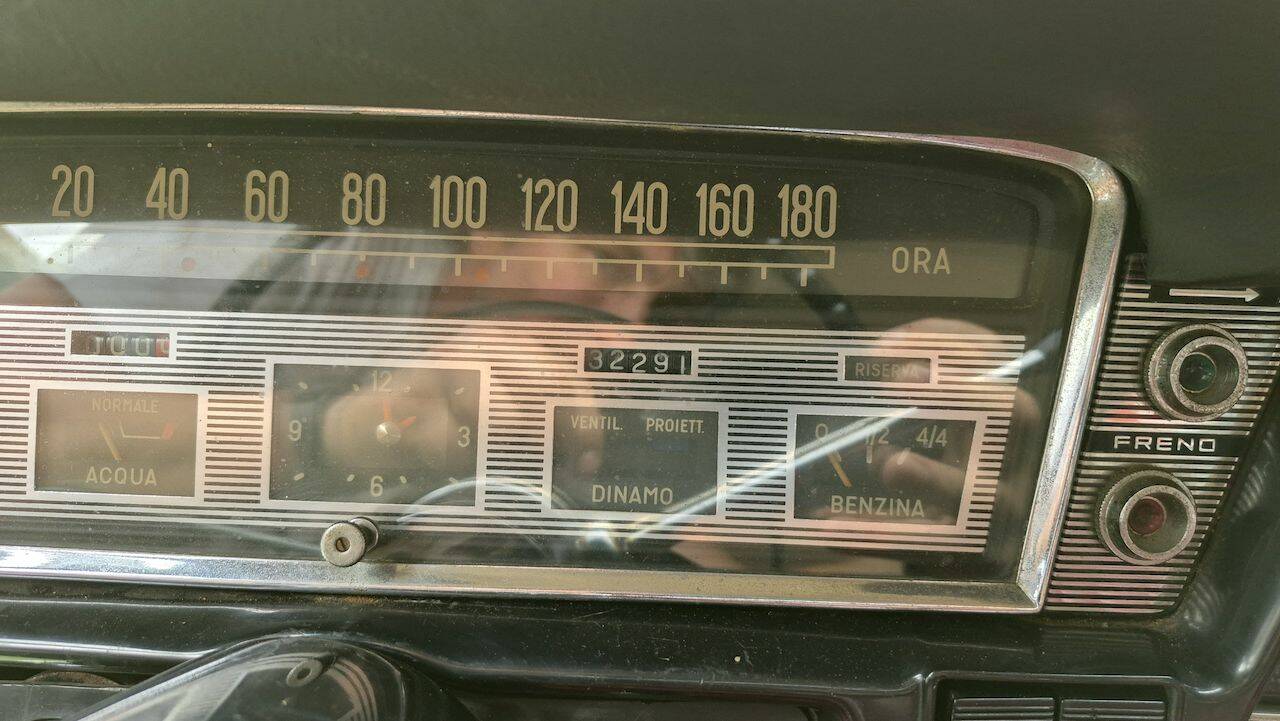 20 40 60 80 100 120 140 160 180
ORA
32291
RISERVA
NORMALE
ACQUA
12
9 3
6
VENTIL. PROIETT.
DINAMO
0 1/2 4/4
BENZINA
FRENO